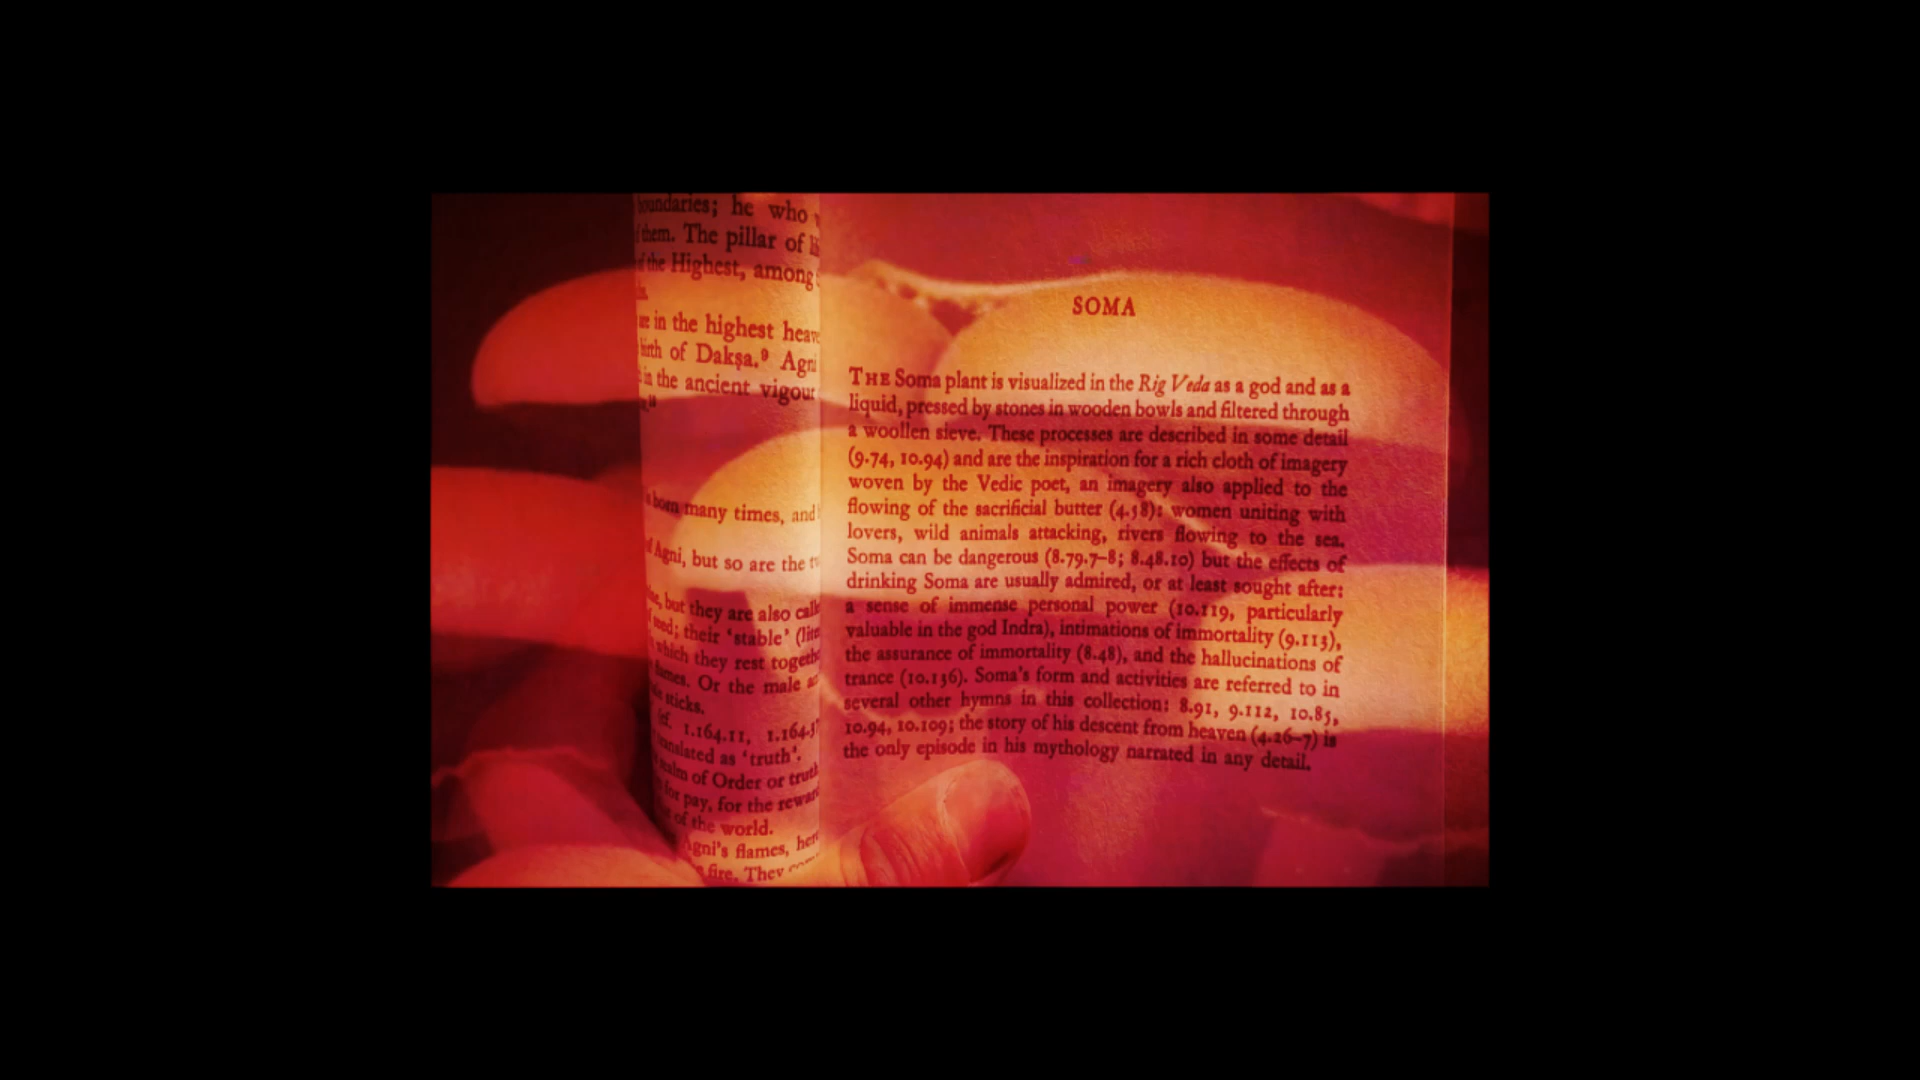 boundaries; he who
of them. The pillar of
of the Highest, among
in the highest
birth of Dakṣa.⁹ Agni
in the ancient vigour
born many times, and
of Agni, but so are the
but they are also
their 'stable'
which they rest
flames. Or the male
sticks.
cf. 1.164.11,
translated as 'truth'.
realm of Order or truth
for pay, for the
of the world.
Agni's flames,
fire. They
SOMA
THE Soma plant is visualized in the Rig Veda as a god and as a
liquid, pressed by stones in wooden bowls and filtered through
a woollen sieve. These processes are described in some detail
(9.74, 10.94) and are the inspiration for a rich cloth of imagery
woven by the Vedic poet, an imagery also applied to the
flowing of the sacrificial butter (4.58): women uniting with
lovers, wild animals attacking, rivers flowing to the sea.
Soma can be dangerous (8.79.7–8; 8.48.10) but the effects of
drinking Soma are usually admired, or at least sought after:
a sense of immense personal power (10.119, particularly
valuable in the god Indra), intimations of immortality (9.113),
the assurance of immortality (8.48), and the hallucinations of
trance (10.136). Soma's form and activities are referred to in
several other hymns in this collection: 8.91, 9.112, 10.85,
10.94, 10.109; the story of his descent from heaven (4.26–7) is
the only episode in his mythology narrated in any detail.